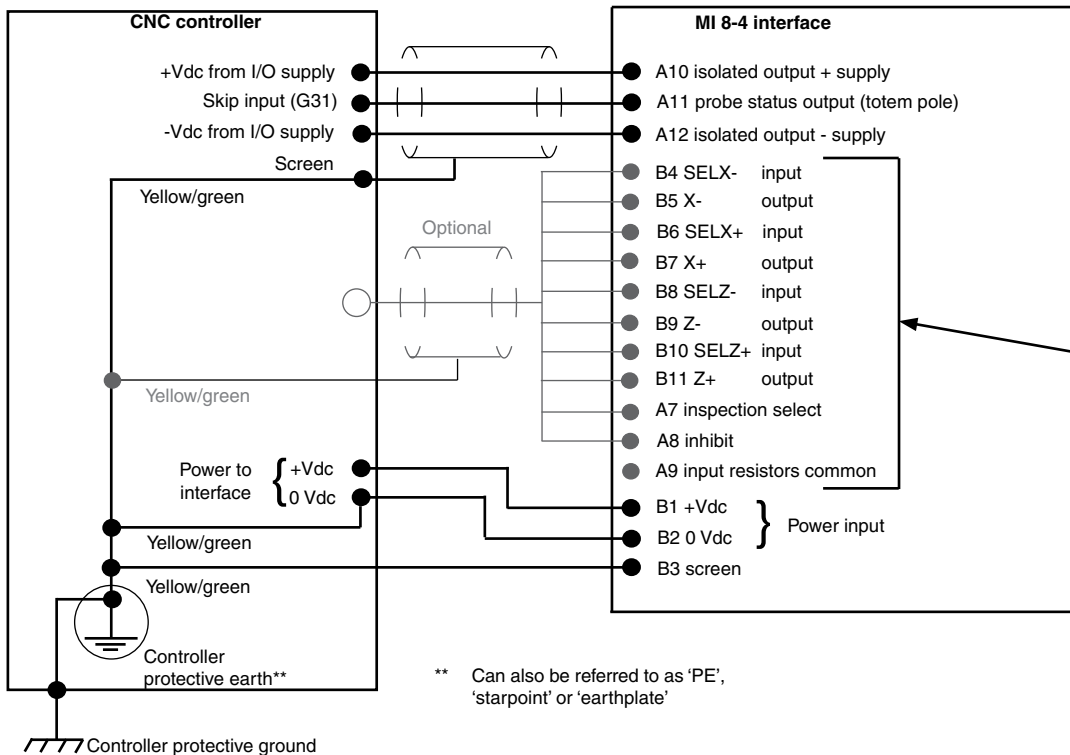 CNC controller
MI 8-4 interface
+Vdc from I/O supply
A10 isolated output + supply
Skip input (G31)
A11 probe status output (totem pole)
-Vdc from I/O supply
A12 isolated output - supply
Screen
B4 SELX- input
Yellow/green
B5 X- output
Optional
B6 SELX+ input
B7 X+ output
B8 SELZ- input
B9 Z- output
B10 SELZ+ input
B11 Z+ output
Yellow/green
A7 inspection select
A8 inhibit
Power to
interface
{ +Vdc
0 Vdc
A9 input resistors common
B1 +Vdc
B2 0 Vdc
} Power input
Yellow/green
B3 screen
Yellow/green
Controller
protective earth**
** Can also be referred to as ‘PE’,
‘starpoint’ or ‘earthplate’
Controller protective ground